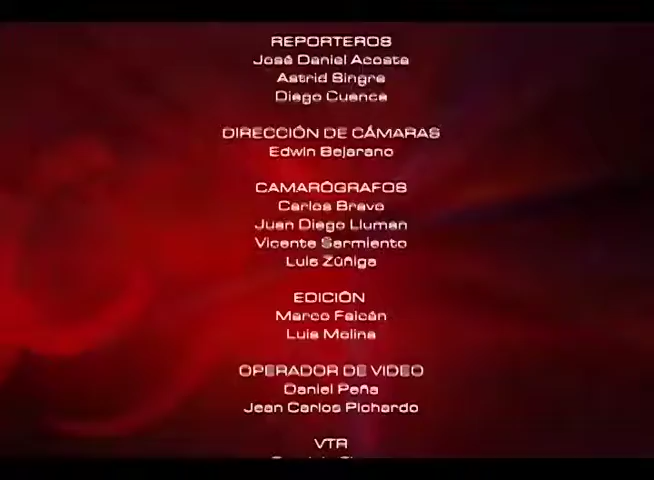 REPORTEROS
José Daniel Acosta
Astrid Singre
Diego Cuenca
DIRECCIÓN DE CÁMARAS
Edwin Bejarano
CAMARÓGRAFOS
Carlos Bravo
Juan Diego Lluman
Vicente Sarmiento
Luis Zúñiga
EDICIÓN
Marco Falcán
Luis Molina
OPERADOR DE VIDEO
Daniel Peña
Jean Carlos Pichardo
VTR